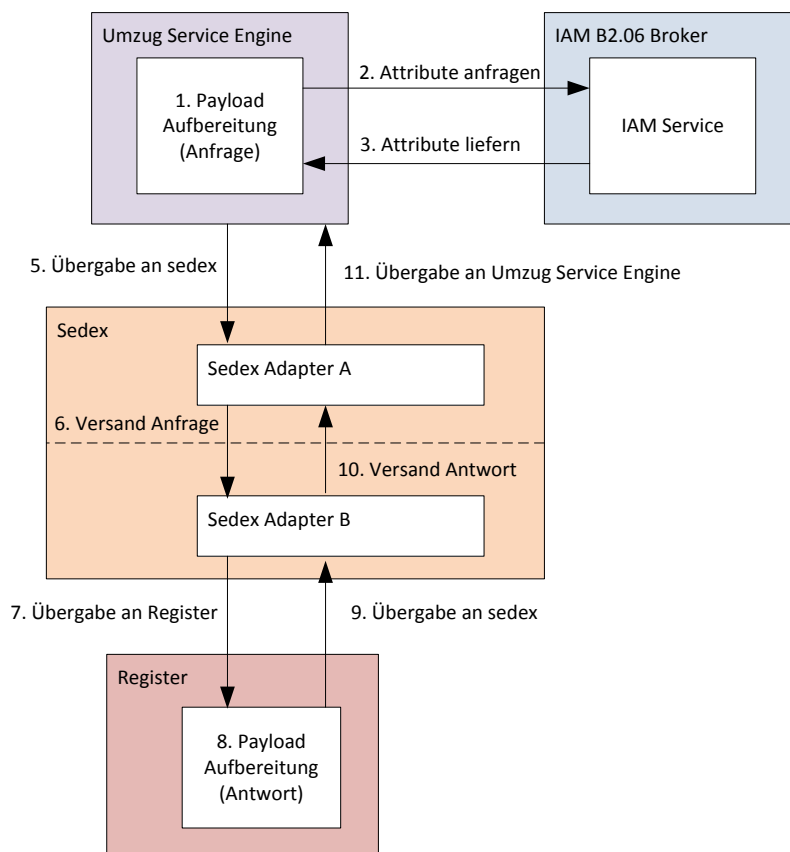 Umzug Service Engine
IAM B2.06 Broker
1. Payload
Aufbereitung
(Anfrage)
2. Attribute anfragen
IAM Service
3. Attribute liefern
5. Übergabe an sedex
11. Übergabe an Umzug Service Engine
Sedex
Sedex Adapter A
6. Versand Anfrage
10. Versand Antwort
Sedex Adapter B
7. Übergabe an Register
9. Übergabe an sedex
Register
8. Payload
Aufbereitung
(Antwort)